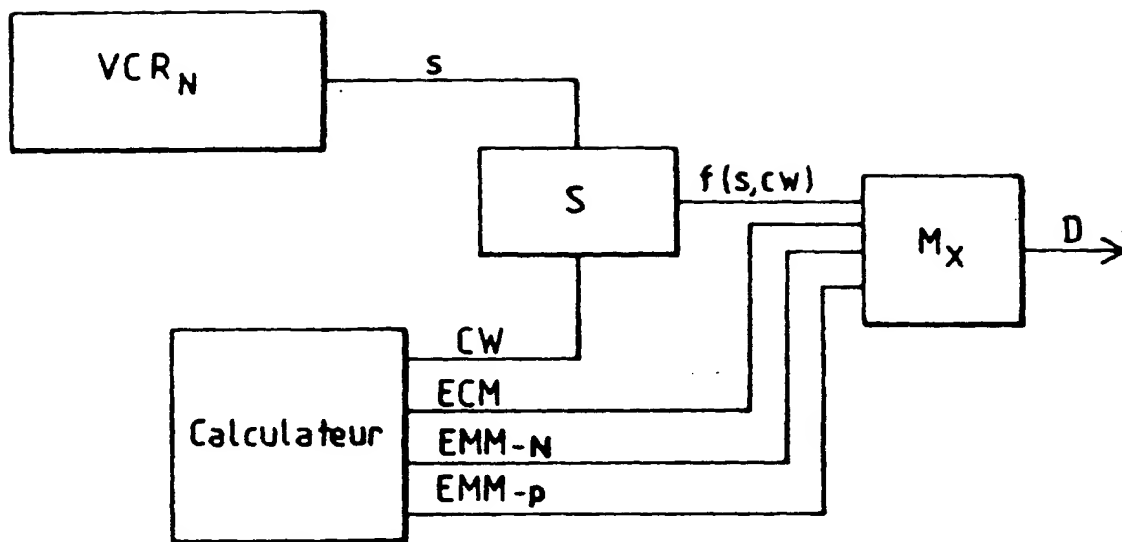 VCR_N
s
S
f(s,cw)
M_X
D
CW
ECM
Calculateur
EMM-N
EMM-p